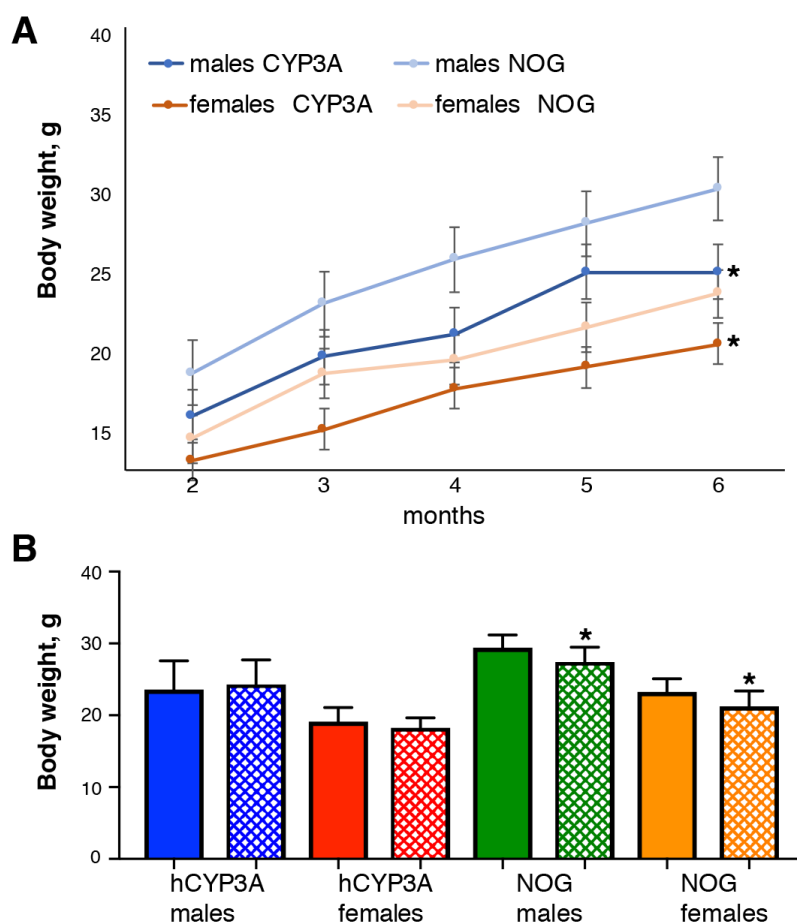 A
40
35
30
25
20
15
Body weight, g
males CYP3A
males NOG
females CYP3A
females NOG
*
*
2 3 4 5 6
months
B
40
30
20
10
0
Body weight, g
*
*
hCYP3A males
hCYP3A females
NOG males
NOG females